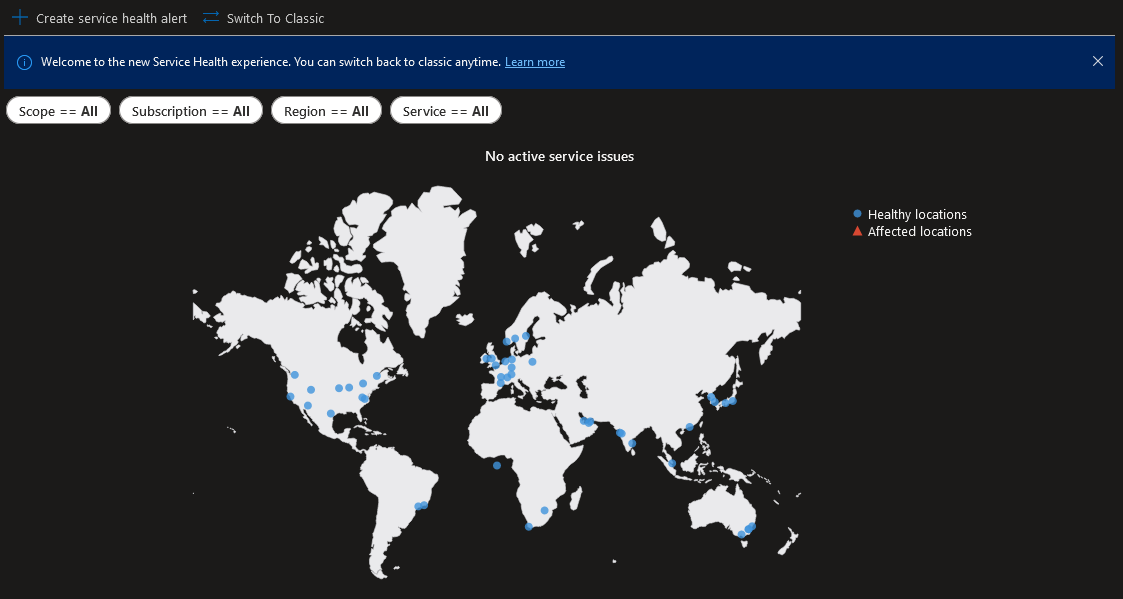 Create service health alert Switch To Classic
Welcome to the new Service Health experience. You can switch back to classic anytime. Learn more
Scope == All Subscription == All Region == All Service == All
No active service issues
Healthy locations
Affected locations